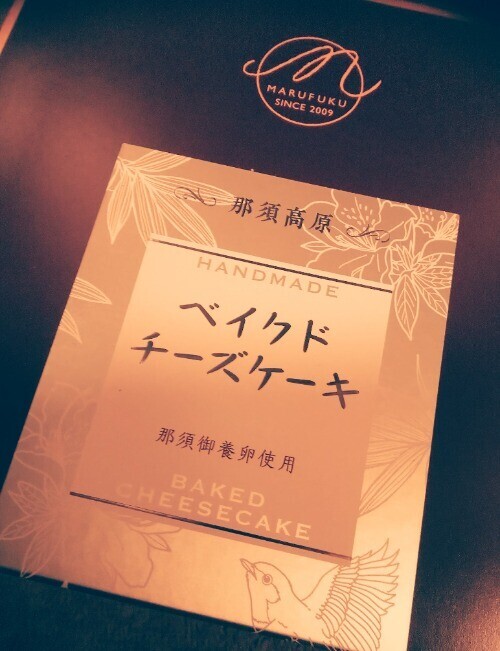 MARUFUKU
SINCE 2009
那須高原
HANDMADE
ベイクド
チーズケーキ
那須御養卵使用
BAKED
CHEESECAKE